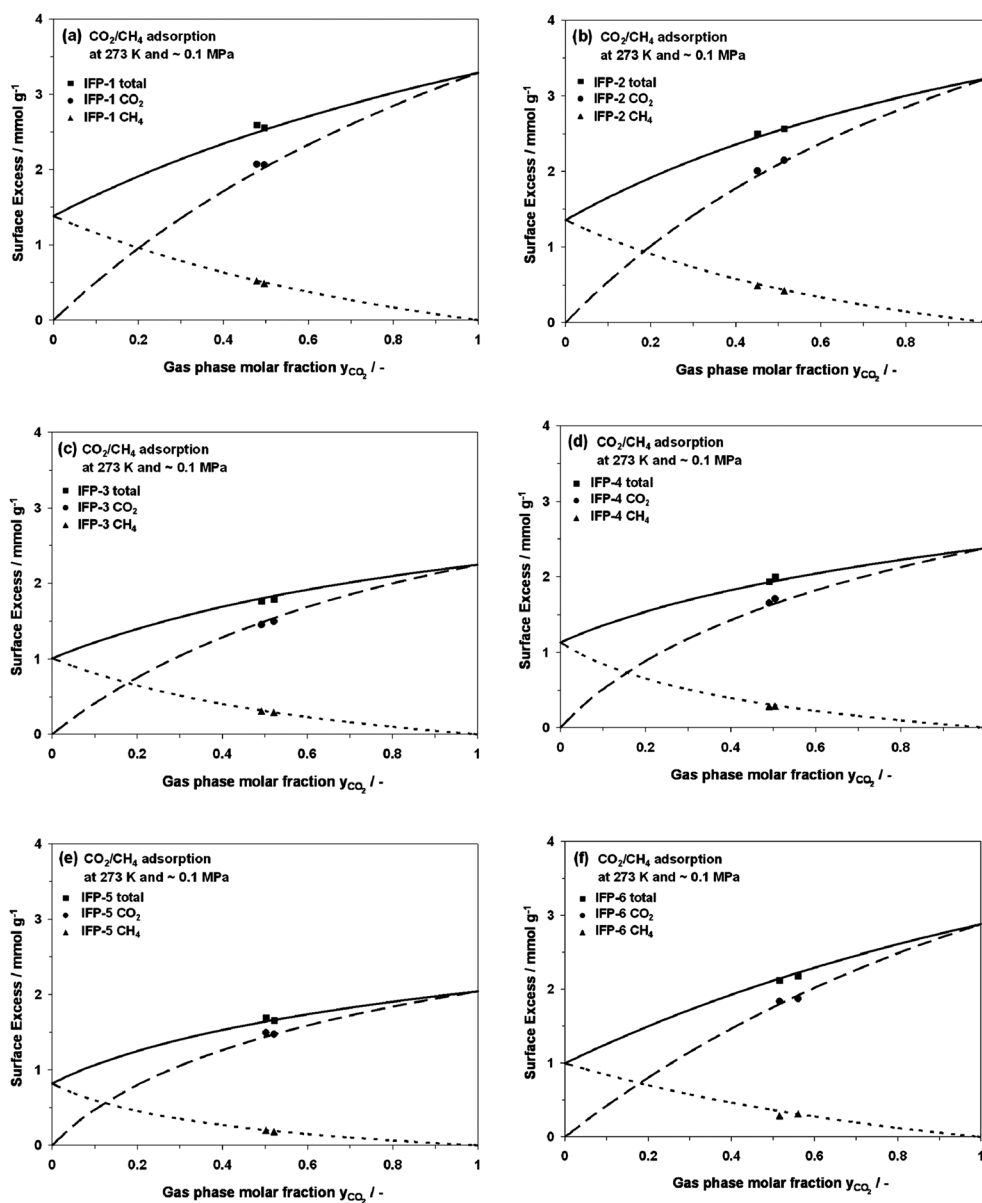 (a) CO₂/CH₄ adsorption
at 273 K and ~ 0.1 MPa
IFP-1 total
IFP-1 CO₂
IFP-1 CH₄
Surface Excess / mmol g⁻¹
4
3
2
1
0
0 0.2 0.4 0.6 0.8 1
Gas phase molar fraction y_CO₂ / -
(b) CO₂/CH₄ adsorption
at 273 K and ~ 0.1 MPa
IFP-2 total
IFP-2 CO₂
IFP-2 CH₄
Surface Excess / mmol g⁻¹
4
3
2
1
0
0 0.2 0.4 0.6 0.8
Gas phase molar fraction y_CO₂ / -
(c) CO₂/CH₄ adsorption
at 273 K and ~ 0.1 MPa
IFP-3 total
IFP-3 CO₂
IFP-3 CH₄
Surface Excess / mmol g⁻¹
4
3
2
1
0
0 0.2 0.4 0.6 0.8 1
Gas phase molar fraction y_CO₂ / -
(d) CO₂/CH₄ adsorption
at 273 K and ~ 0.1 MPa
IFP-4 total
IFP-4 CO₂
IFP-4 CH₄
Surface Excess / mmol g⁻¹
4
3
2
1
0
0 0.2 0.4 0.6 0.8
Gas phase molar fraction y_CO₂ / -
(e) CO₂/CH₄ adsorption
at 273 K and ~ 0.1 MPa
IFP-5 total
IFP-5 CO₂
IFP-5 CH₄
Surface Excess / mmol g⁻¹
4
3
2
1
0
0 0.2 0.4 0.6 0.8 1
Gas phase molar fraction y_CO₂ / -
(f) CO₂/CH₄ adsorption
at 273 K and ~ 0.1 MPa
IFP-6 total
IFP-6 CO₂
IFP-6 CH₄
Surface Excess / mmol g⁻¹
4
3
2
1
0
0 0.2 0.4 0.6 0.8 1
Gas phase molar fraction y_CO₂ / -